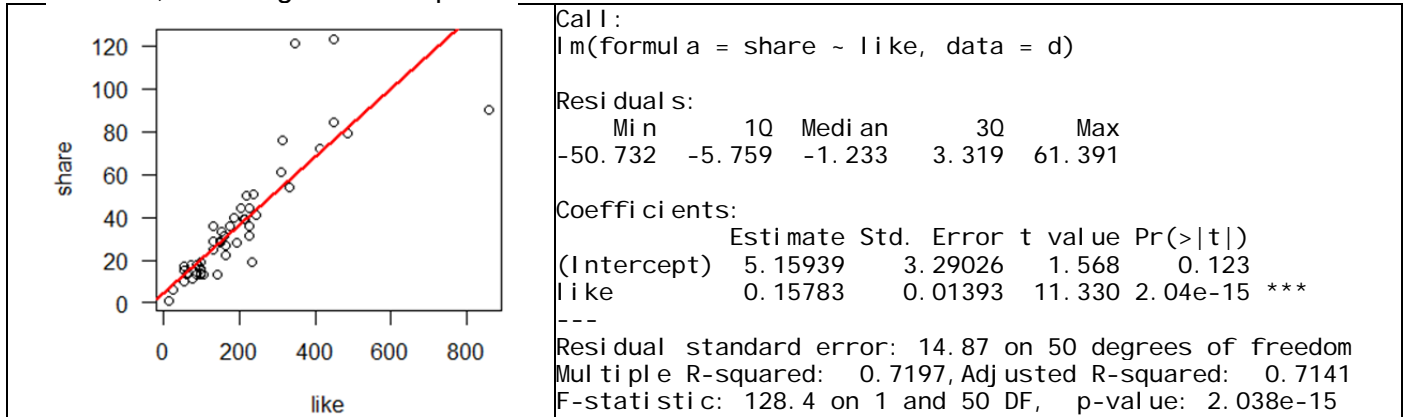 120
100
80
60
40
20
0
share
0 200 400 600 800
like
Call:
lm(formula = share ~ like, data = d)
Residuals:
Min 1Q Median 3Q Max
-50.732 -5.759 -1.233 3.319 61.391
Coefficients:
Estimate Std. Error t value Pr(>|t|)
(Intercept) 5.15939 3.29026 1.568 0.123
like 0.15783 0.01393 11.330 2.04e-15 ***
---
Residual standard error: 14.87 on 50 degrees of freedom
Multiple R-squared: 0.7197,Adjusted R-squared: 0.7141
F-statistic: 128.4 on 1 and 50 DF, p-value: 2.038e-15